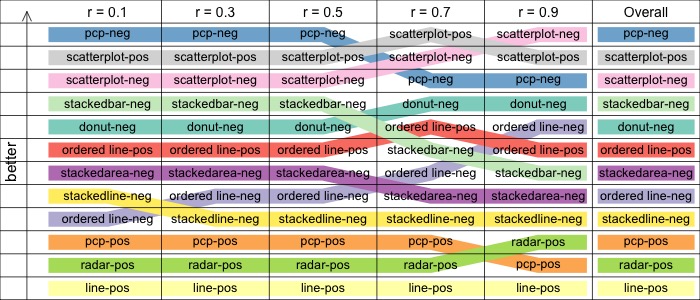 r = 0.1 r = 0.3 r = 0.5 r = 0.7 r = 0.9 Overall
pcp-neg pcp-neg pcp-neg scatterplot-pos scatterplot-neg pcp-neg
scatterplot-pos scatterplot-pos scatterplot-pos scatterplot-neg scatterplot-pos scatterplot-pos
scatterplot-neg scatterplot-neg scatterplot-neg pcp-neg pcp-neg scatterplot-neg
stackedbar-neg stackedbar-neg stackedbar-neg donut-neg donut-neg stackedbar-neg
donut-neg donut-neg donut-neg ordered line-pos ordered line-neg donut-neg
ordered line-pos ordered line-pos ordered line-pos stackedbar-neg ordered line-pos ordered line-pos
stackedarea-neg stackedarea-neg stackedarea-neg ordered line-neg stackedbar-neg stackedarea-neg
stackedline-neg ordered line-neg ordered line-neg stackedarea-neg stackedarea-neg ordered line-neg
ordered line-neg stackedline-neg stackedline-neg stackedline-neg stackedline-neg stackedline-neg
pcp-pos pcp-pos pcp-pos pcp-pos radar-pos pcp-pos
radar-pos radar-pos radar-pos radar-pos pcp-pos radar-pos
line-pos line-pos line-pos line-pos line-pos line-pos
better